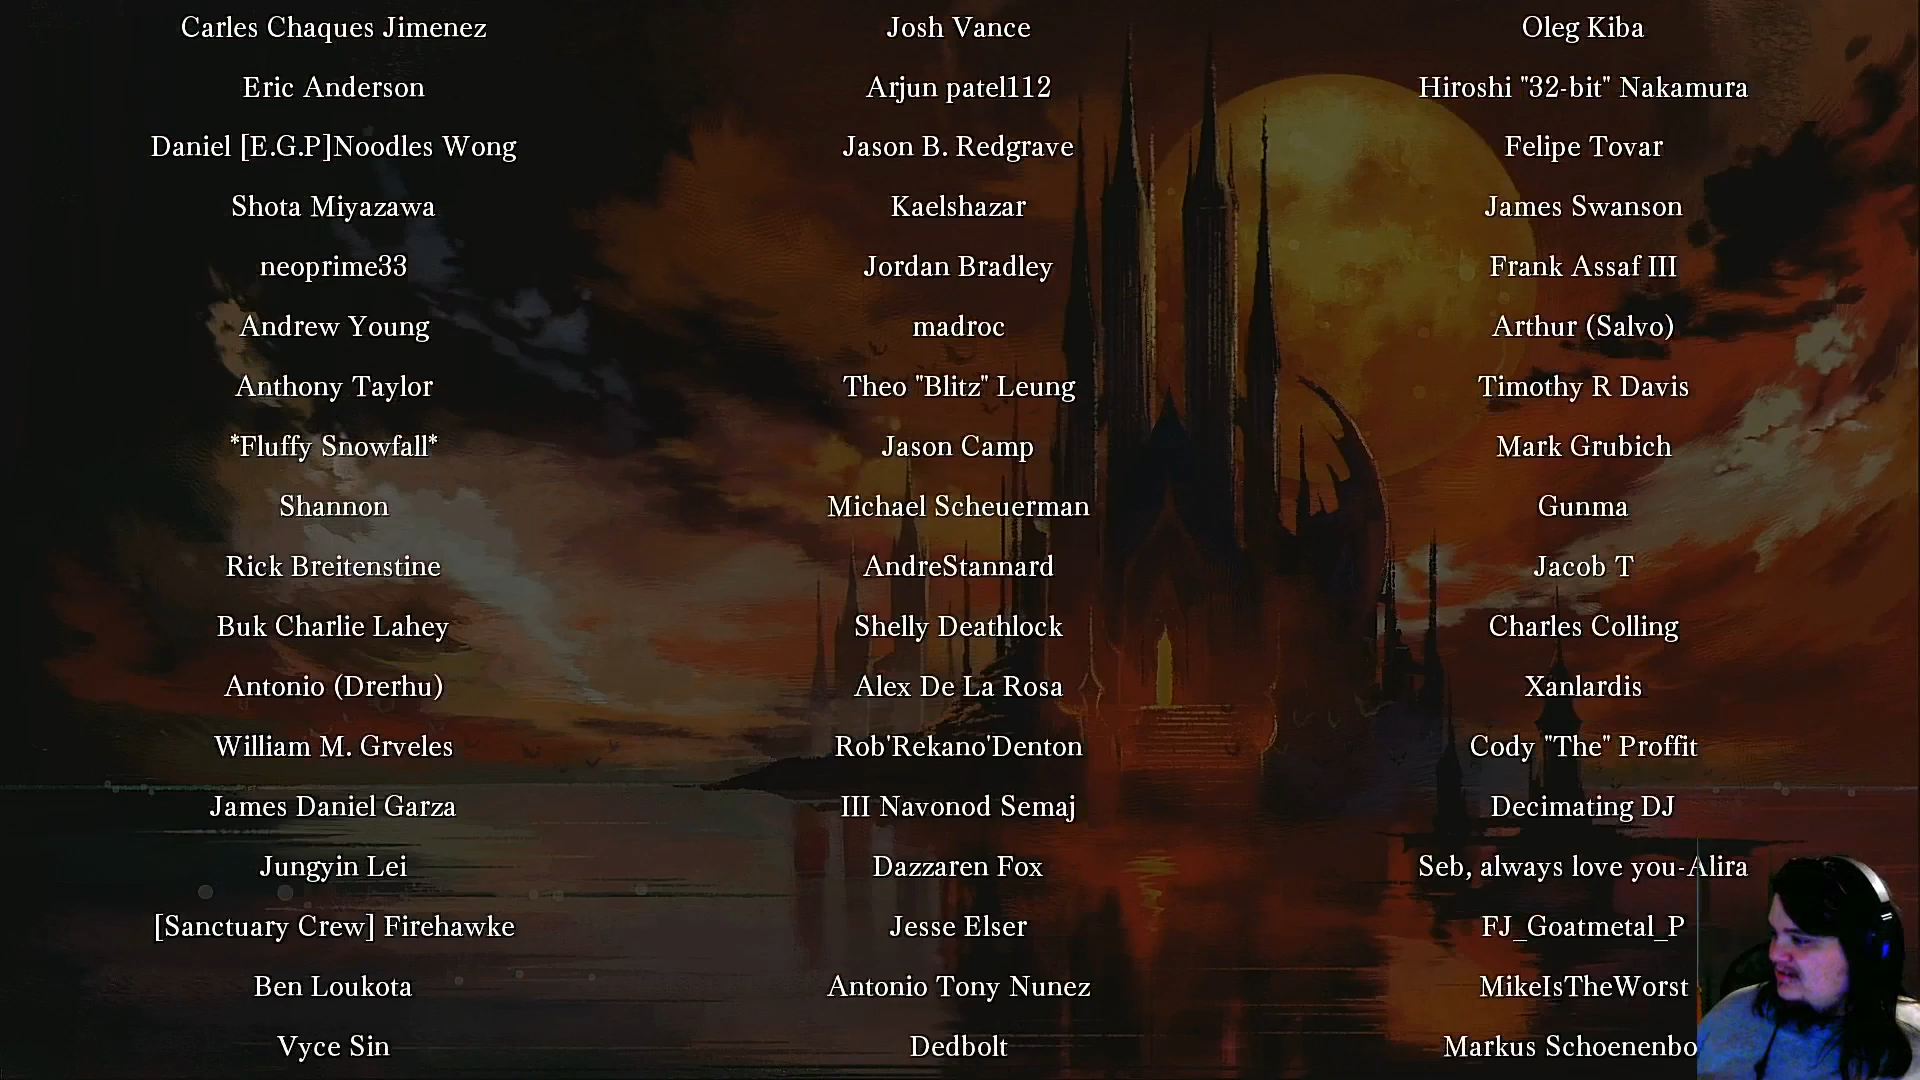 Carles Chaques Jimenez
Josh Vance
Oleg Kiba
Eric Anderson
Arjun patel112
Hiroshi "32-bit" Nakamura
Daniel [E.G.P]Noodles Wong
Jason B. Redgrave
Felipe Tovar
Shota Miyazawa
Kaelshazar
James Swanson
neoprime33
Jordan Bradley
Frank Assaf III
Andrew Young
madroc
Arthur (Salvo)
Anthony Taylor
Theo "Blitz" Leung
Timothy R Davis
*Fluffy Snowfall*
Jason Camp
Mark Grubich
Shannon
Michael Scheuerman
Gunma
Rick Breitenstine
AndreStannard
Jacob T
Buk Charlie Lahey
Shelly Deathlock
Charles Colling
Antonio (Drerhu)
Alex De La Rosa
Xanlardis
William M. Grveles
Rob'Rekano'Denton
Cody "The" Proffit
James Daniel Garza
III Navonod Semaj
Decimating DJ
Jungyin Lei
Dazzaren Fox
Seb, always love you-Alira
[Sanctuary Crew] Firehawke
Jesse Elser
FJ_Goatmetal_P
Ben Loukota
Antonio Tony Nunez
MikeIsTheWorst
Vyce Sin
Dedbolt
Markus Schoenenbo